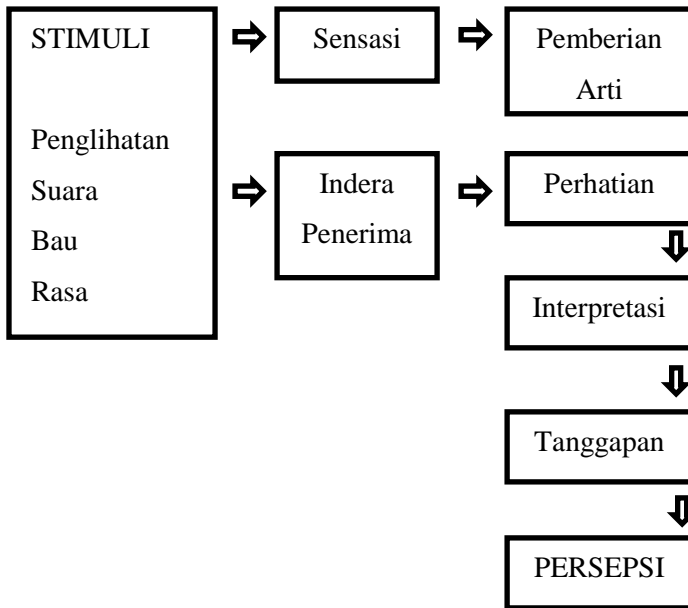 STIMULI
Penglihatan
Suara
Bau
Rasa
Sensasi
Pemberian
Arti
Indera
Penerima
Perhatian
Interpretasi
Tanggapan
PERSEPSI